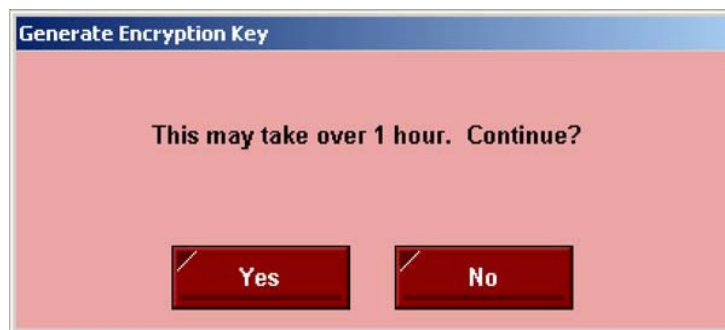 Generate Encryption Key
This may take over 1 hour.  Continue?
Yes
No